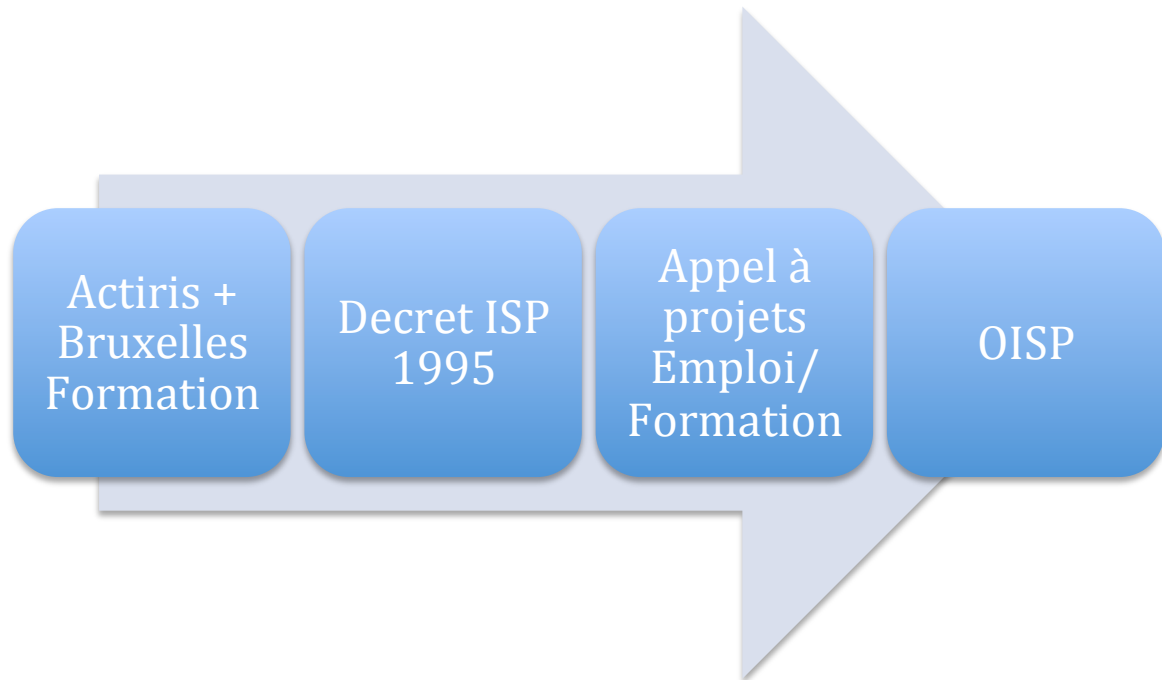 Actiris +
Bruxelles
Formation
Decret ISP
1995
Appel à
projets
Emploi/
Formation
OISP